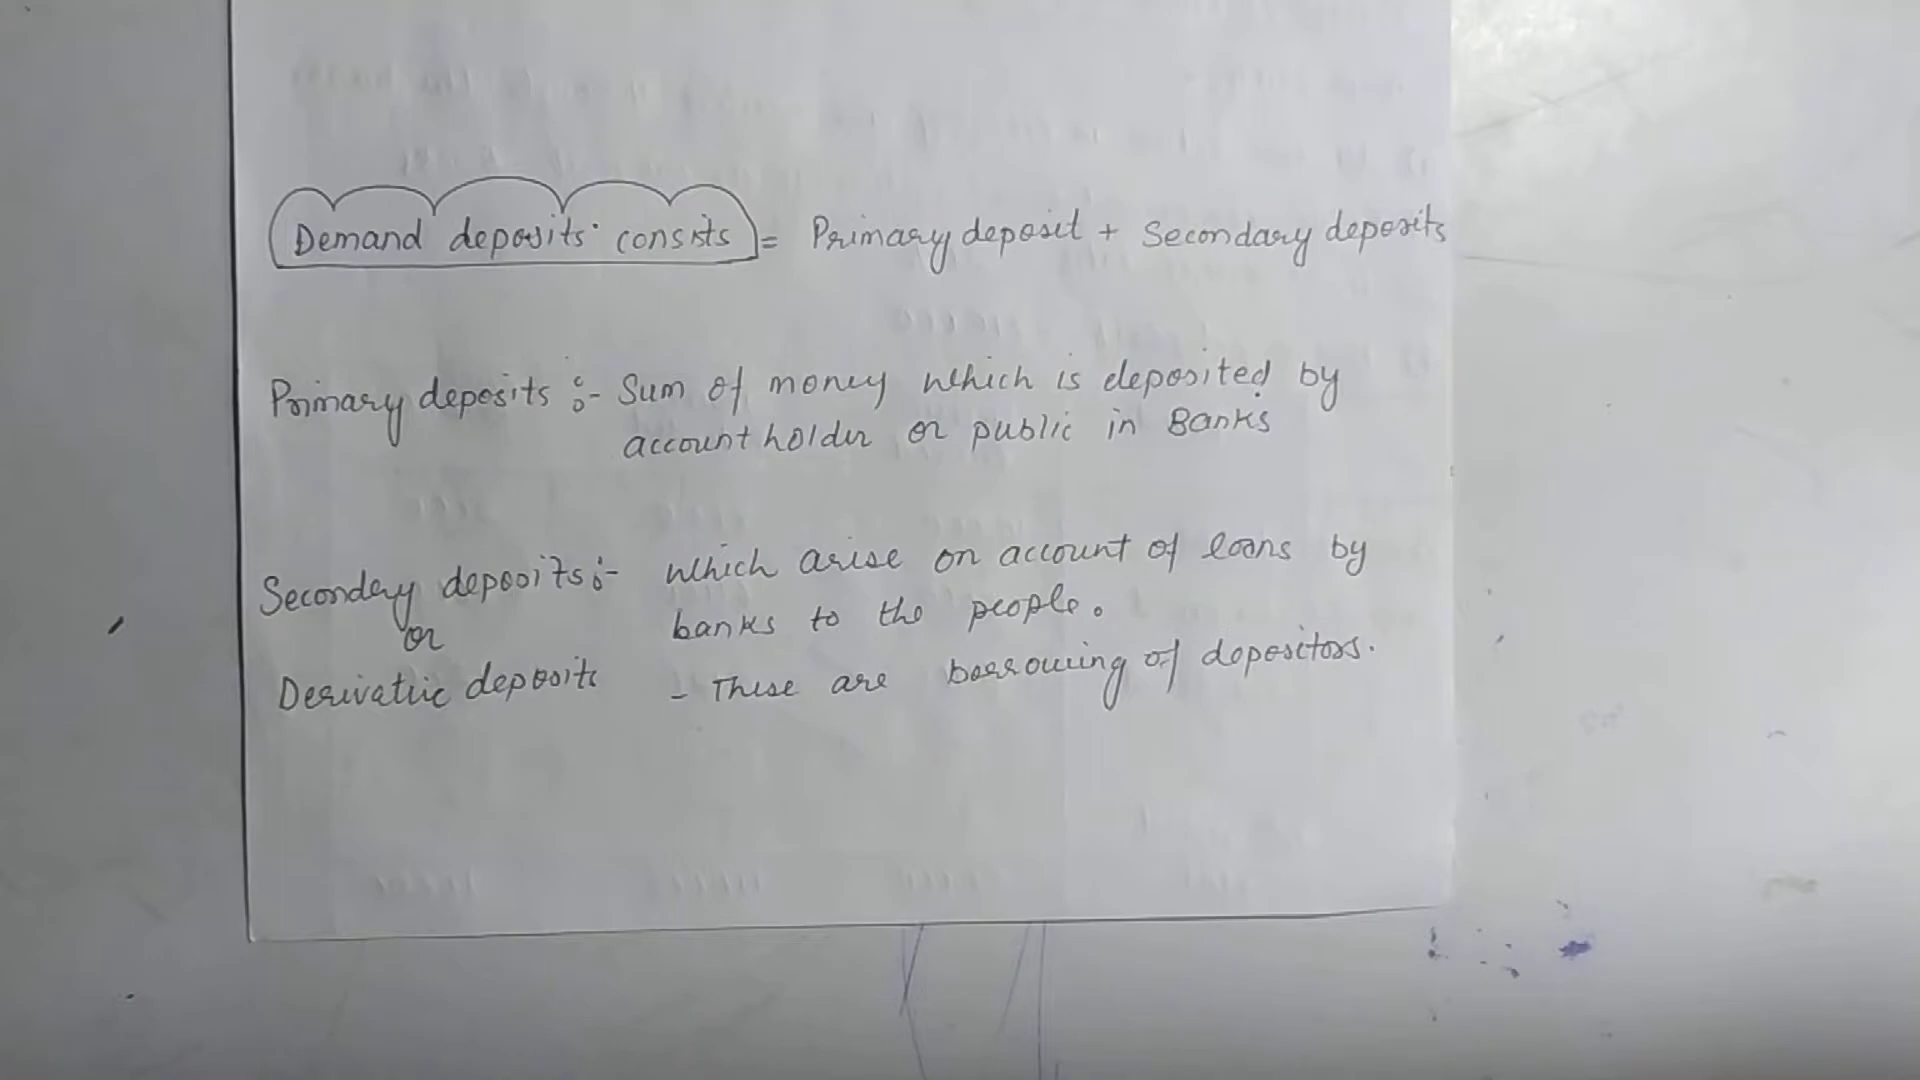 Demand deposits consists = Primary deposit + Secondary deposits
Primary deposits :- Sum of money which is deposited by
account holder or public in Banks
Secondary deposits :- which arise on account of loans by
or
banks to the people.
Derivative deposits
- These are borrowing of depositors.